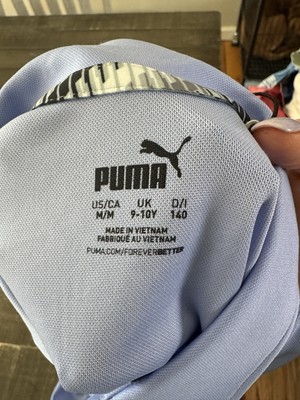 PUMA
US/CA UK D/I
M/M 9-10Y 140
MADE IN VIETNAM
FABRIQUÉ AU VIETNAM
PUMA.COM/FOREVERBETTER